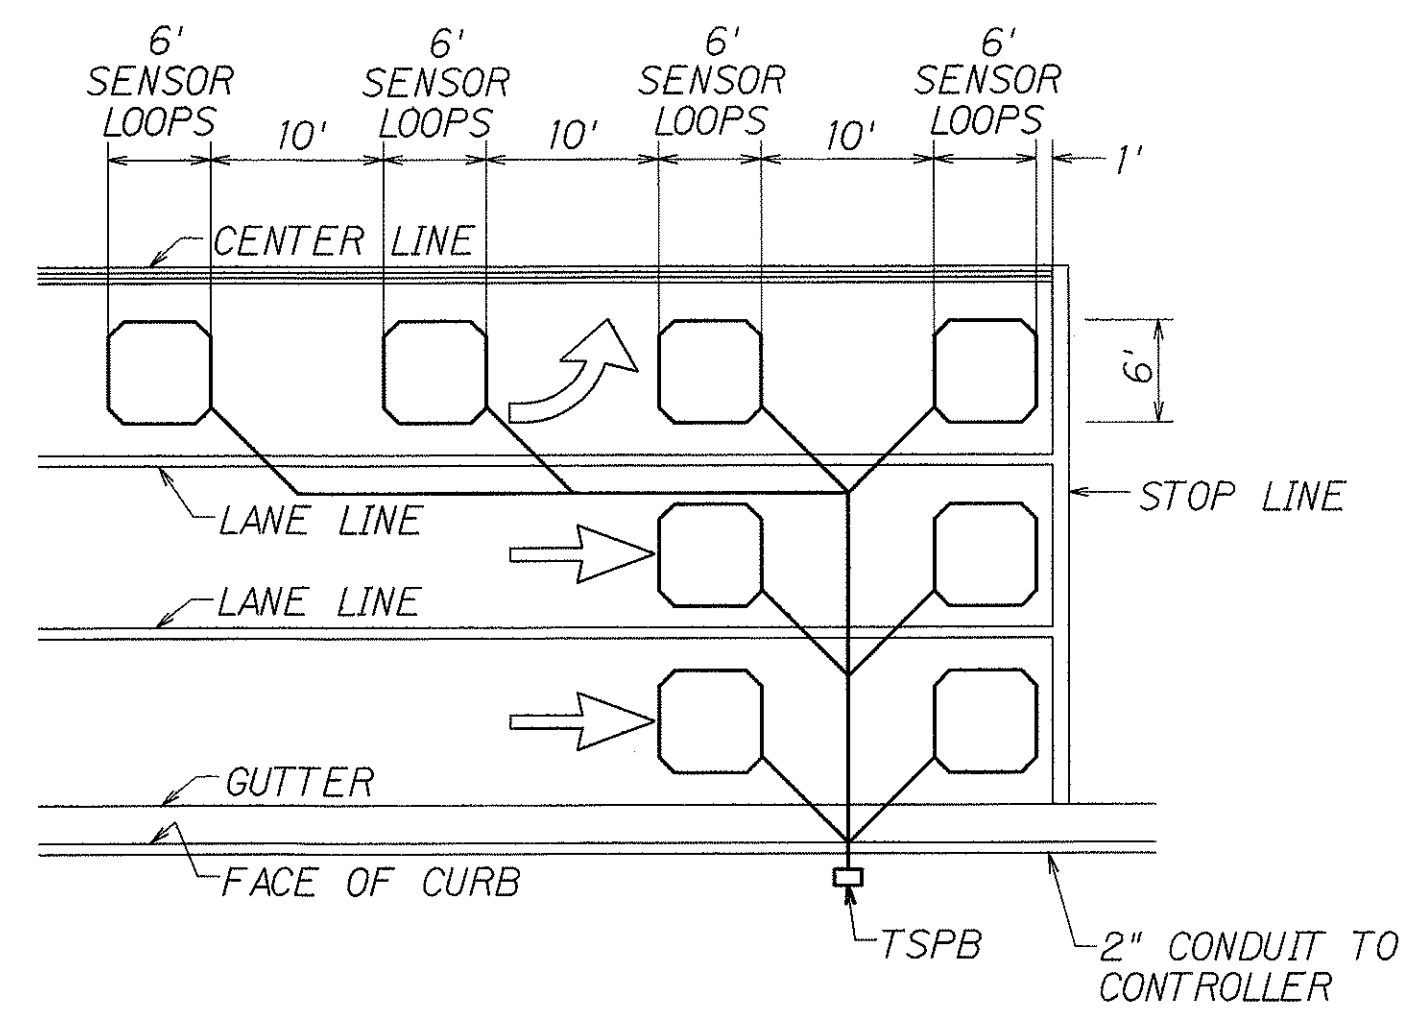 6'
SENSOR
LOOPS
6'
SENSOR
LOOPS
6'
SENSOR
LOOPS
6'
SENSOR
LOOPS
10'
10'
10'
1'
CENTER LINE
6'
LANE LINE
STOP LINE
LANE LINE
GUTTER
FACE OF CURB
TSPB
2" CONDUIT TO
CONTROLLER